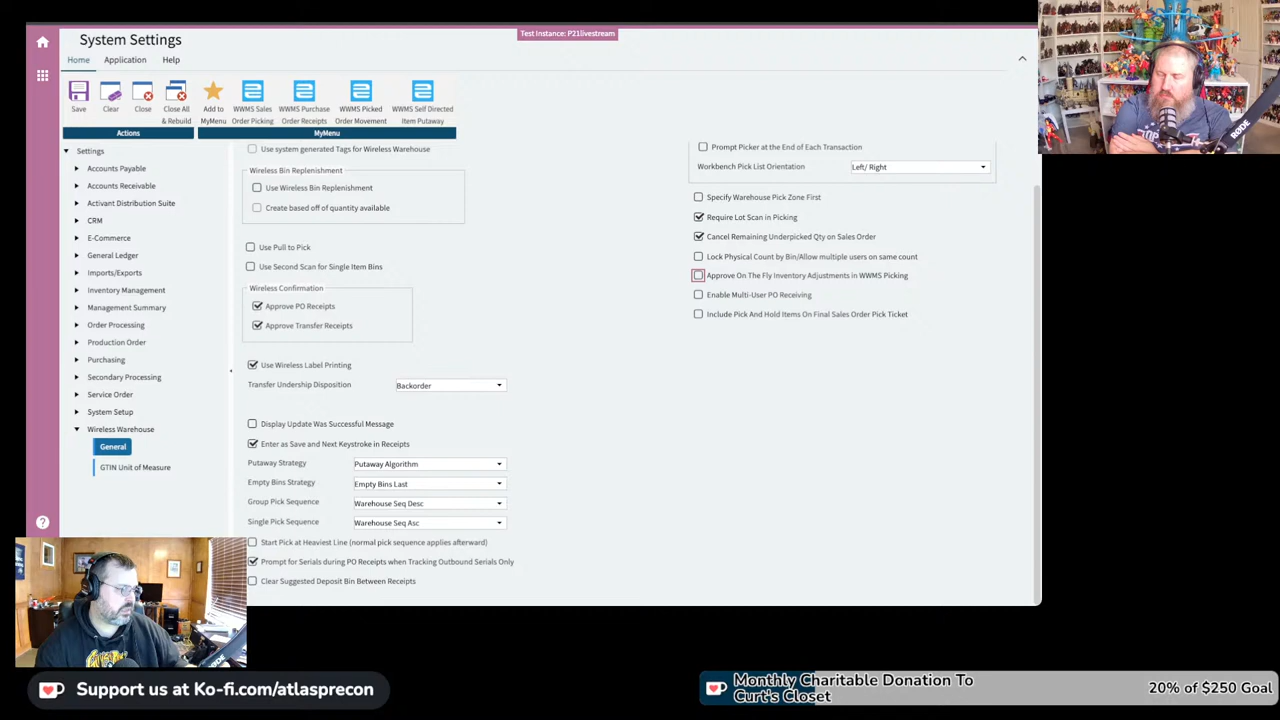 System Settings
Test Instance: P21livestream
Home
Application
Help
Save
Clear
Close
Close All & Rebuild
Add to MyMenu
WWMS Sales Order Picking
WWMS Purchase Order Receipts
WWMS Picked Order Movement
WWMS Self Directed Item Putaway
Actions
MyMenu
Settings
Accounts Payable
Accounts Receivable
Activant Distribution Suite
CRM
E-Commerce
General Ledger
Imports/Exports
Inventory Management
Management Summary
Order Processing
Production Order
Purchasing
Secondary Processing
Service Order
System Setup
Wireless Warehouse
General
GTIN Unit of Measure
Use system generated Tags for Wireless Warehouse
Wireless Bin Replenishment
Use Wireless Bin Replenishment
Create based off of quantity available
Use Pull to Pick
Use Second Scan for Single Item Bins
Wireless Confirmation
Approve PO Receipts
Approve Transfer Receipts
Use Wireless Label Printing
Transfer Undership Disposition Backorder
Display Update Was Successful Message
Enter as Save and Next Keystroke in Receipts
Putaway Strategy Putaway Algorithm
Empty Bins Strategy Empty Bins Last
Group Pick Sequence Warehouse Seq Desc
Single Pick Sequence Warehouse Seq Asc
Start Pick at Heaviest Line (normal pick sequence applies afterward)
Prompt for Serials during PO Receipts when Tracking Outbound Serials Only
Clear Suggested Deposit Bin Between Receipts
Prompt Picker at the End of Each Transaction
Workbench Pick List Orientation Left/ Right
Specify Warehouse Pick Zone First
Require Lot Scan in Picking
Cancel Remaining Underpicked Qty on Sales Order
Lock Physical Count by Bin/Allow multiple users on same count
Approve On The Fly Inventory Adjustments in WWMS Picking
Enable Multi-User PO Receiving
Include Pick And Hold Items On Final Sales Order Pick Ticket
RØDE
Support us at Ko-fi.com/atlasprecon
Monthly Charitable Donation To
Curt's Closet
20% of $250 Goal